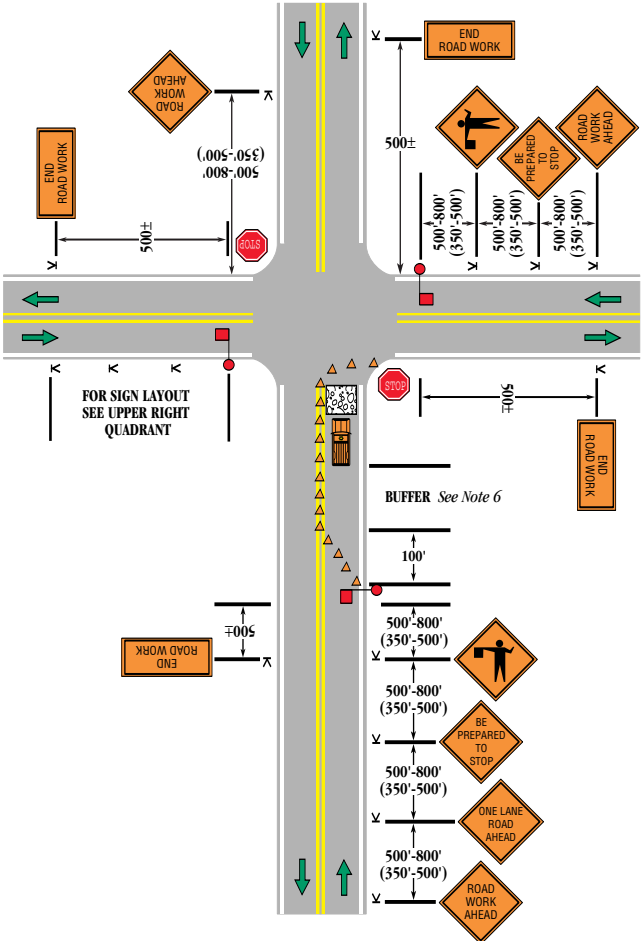 END
ROAD WORK
ROAD
WORK
AHEAD
500'-800'
(350'-500')
END
ROAD WORK
500±
STOP
500±
BE
PREPARED
TO
STOP
ROAD
WORK
AHEAD
500'-800'
(350'-500')
500'-800'
(350'-500')
500'-800'
(350'-500')
FOR SIGN LAYOUT
SEE UPPER RIGHT
QUADRANT
STOP
500±
END
ROAD WORK
BUFFER See Note 6
100'
500±
END
ROAD WORK
500'-800'
(350'-500')
500'-800'
(350'-500')
BE
PREPARED
TO
STOP
500'-800'
(350'-500')
ONE LANE
ROAD
AHEAD
500'-800'
(350'-500')
ROAD
WORK
AHEAD